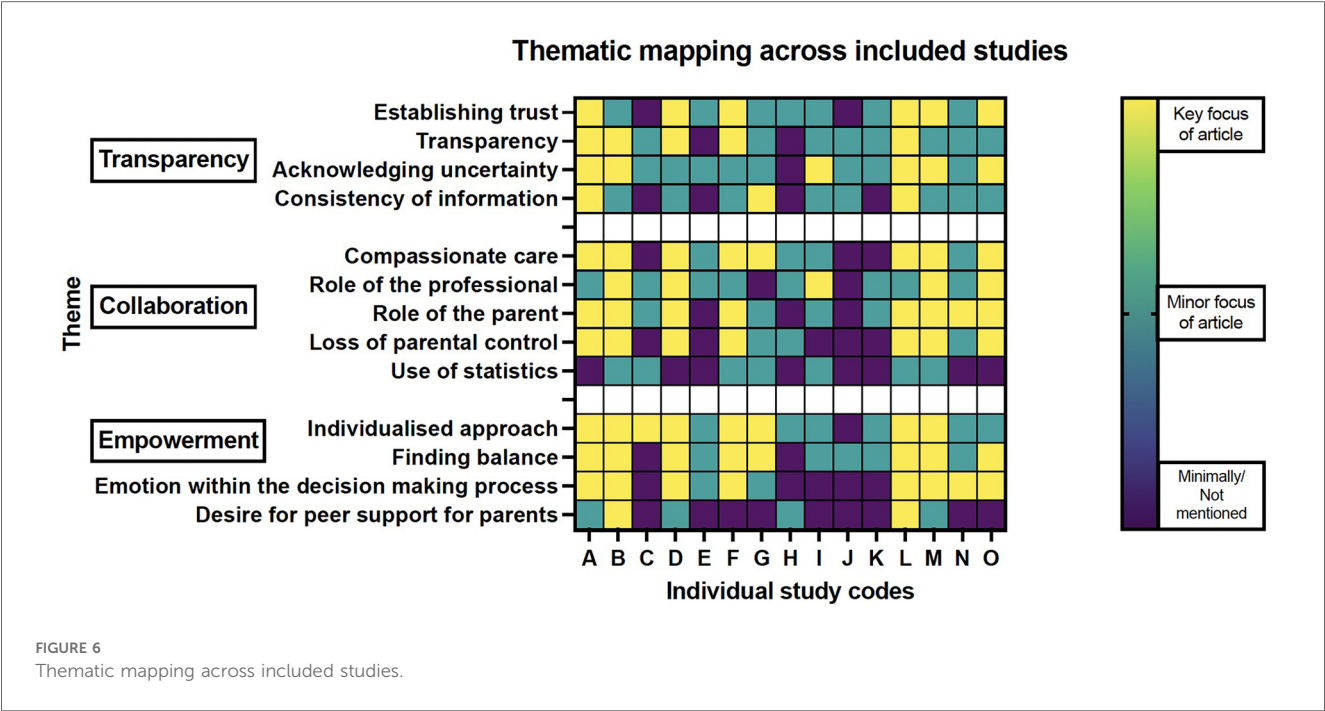 Thematic mapping across included studies
Theme
Transparency
Establishing trust
Transparency
Acknowledging uncertainty
Consistency of information
Collaboration
Compassionate care
Role of the professional
Role of the parent
Loss of parental control
Use of statistics
Empowerment
Individualised approach
Finding balance
Emotion within the decision making process
Desire for peer support for parents
A B C D E F G H I J K L M N O
Individual study codes
Key focus
of article
Minor focus
of article
Minimally/
Not
mentioned
FIGURE 6
Thematic mapping across included studies.